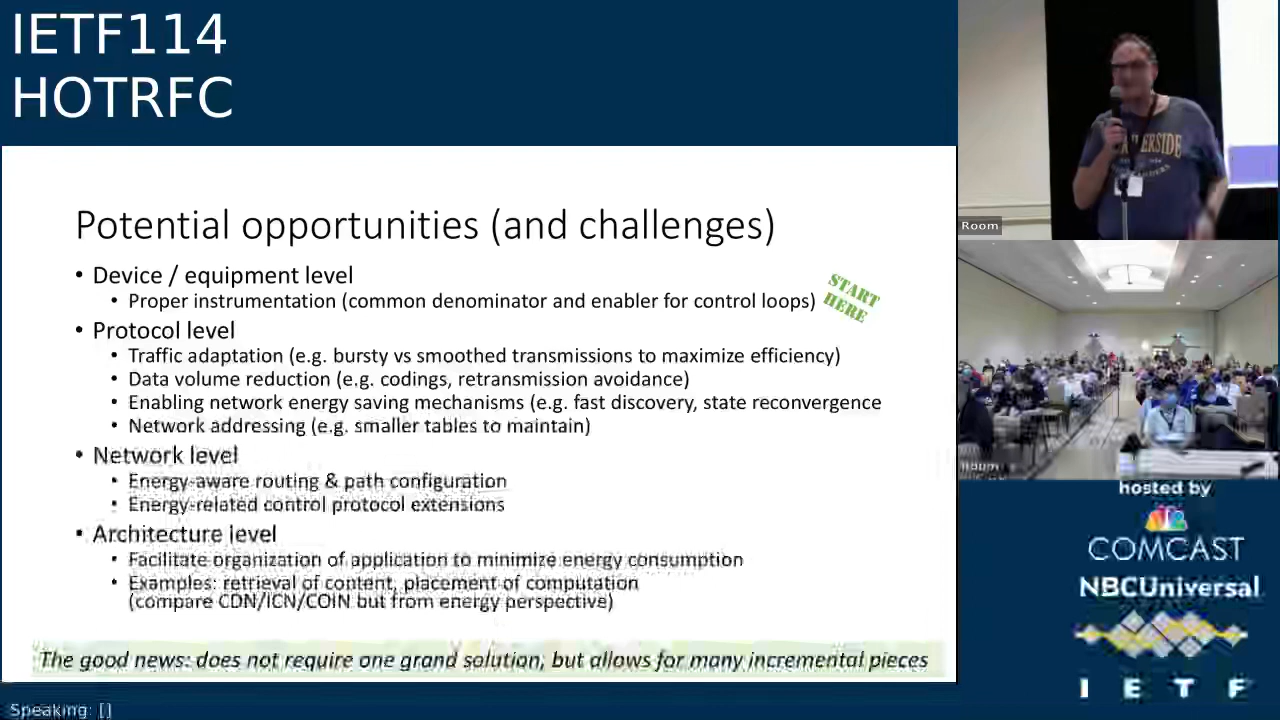 IETF114
HOTRFC
Potential opportunities (and challenges)
• Device / equipment level
• Proper instrumentation (common denominator and enabler for control loops)
START
HERE
• Protocol level
• Traffic adaptation (e.g. bursty vs smoothed transmissions to maximize efficiency)
• Data volume reduction (e.g. codings, retransmission avoidance)
• Enabling network energy saving mechanisms (e.g. fast discovery, state reconvergence
• Network addressing (e.g. smaller tables to maintain)
• Network level
• Energy-aware routing & path configuration
• Energy-related control protocol extensions
• Architecture level
• Facilitate organization of application to minimize energy consumption
• Examples: retrieval of content, placement of computation
(compare CDN/ICN/COIN but from energy perspective)
The good news: does not require one grand solution, but allows for many incremental pieces
Speaking: []
Room
Room
hosted by
COMCAST
NBCUniversal
I E T F